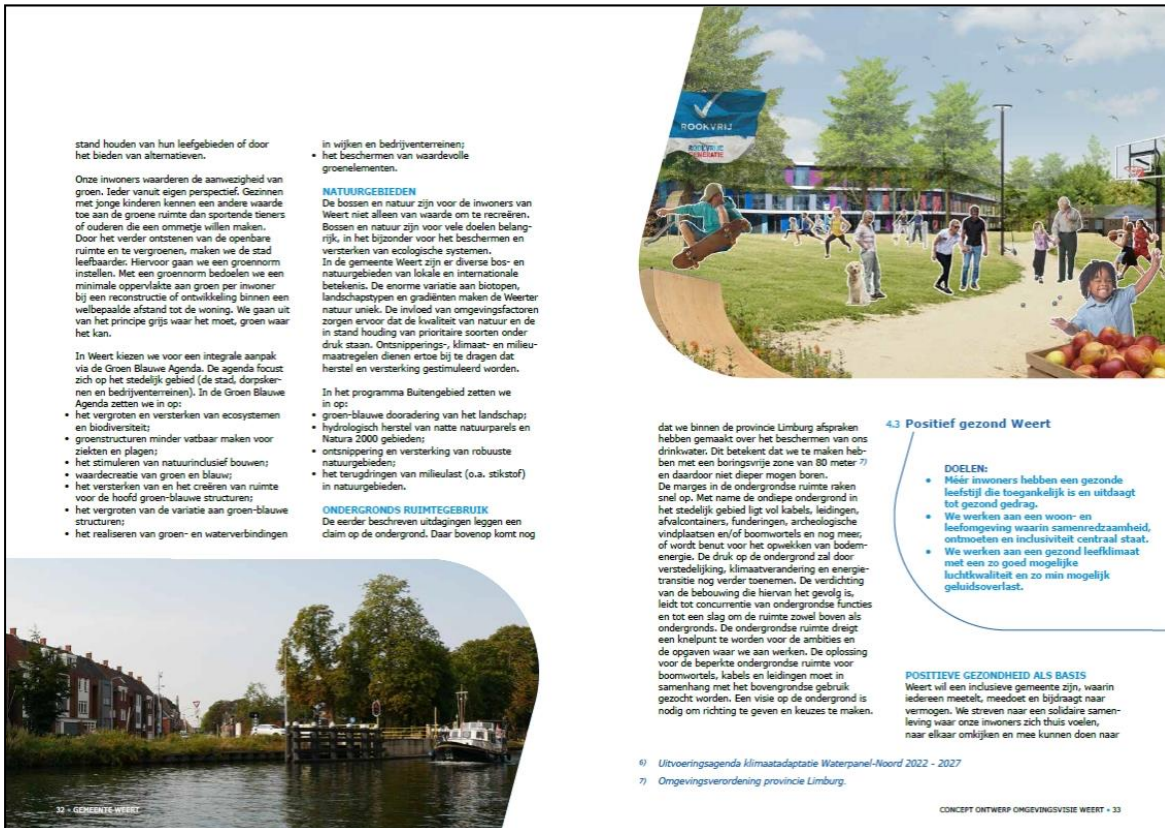 stand houden van hun leefgebieden of door
het bieden van alternatieven.
Onze inwoners waarderen de aanwezigheid van
groen. Ieder vanuit eigen perspectief. Gezinnen
met jonge kinderen kennen een andere waarde
toe aan de groene ruimte dan sportende tieners
of ouderen die een ommetje willen maken.
Door het verder ontstenen van de openbare
ruimte en te vergroenen, maken we de stad
leefbaarder. Hiervoor gaan we een groennorm
instellen. Met een groennorm bedoelen we een
minimale oppervlakte aan groen per inwoner
bij een reconstructie of ontwikkeling binnen een
welbepaalde afstand tot de woning. We gaan uit
van het principe grijs waar het moet, groen waar
het kan.
In Weert kiezen we voor een integrale aanpak
via de Groen Blauwe Agenda. De agenda focust
zich op het stedelijk gebied (de stad, dorpsker-
nen en bedrijventerreinen). In de Groen Blauwe
Agenda zetten we in op:
• het vergroten en versterken van ecosystemen
en biodiversiteit;
• groenstructuren minder vatbaar maken voor
ziekten en plagen;
• het stimuleren van natuurinclusief bouwen;
• waardecreatie van groen en blauw;
• het versterken van en het creëren van ruimte
voor de hoofd groen-blauwe structuren;
• het vergroten van de variatie aan groen-blauwe
structuren;
• het realiseren van groen- en waterverbindingen
in wijken en bedrijventerreinen;
• het beschermen van waardevolle
groenelementen.
NATUURGEBIEDEN
De bossen en natuur zijn voor de inwoners van
Weert niet alleen van waarde om te recreëren.
Bossen en natuur zijn voor vele doelen belang-
rijk, in het bijzonder voor het beschermen en
versterken van ecologische systemen.
In de gemeente Weert zijn er diverse bos- en
natuurgebieden van lokale en internationale
betekenis. De enorme variatie aan biotopen,
landschapstypen en gradiënten maken de Weerter
natuur uniek. De invloed van omgevingsfactoren
zorgen ervoor dat de kwaliteit van natuur en de
in stand houding van prioritaire soorten onder
druk staan. Ontsnipperings-, klimaat- en milieu-
maatregelen dienen ertoe bij te dragen dat
herstel en versterking gestimuleerd worden.
In het programma Buitengebied zetten we
in op:
• groen-blauwe dooradering van het landschap;
• hydrologisch herstel van natte natuurparels en
Natura 2000 gebieden;
• ontsnippering en versterking van robuuste
natuurgebieden;
• het terugdringen van milieulast (o.a. stikstof)
in natuurgebieden.
ONDERGRONDS RUIMTEGEBRUIK
De eerder beschreven uitdagingen leggen een
claim op de ondergrond. Daar bovenop komt nog
32 • GEMEENTE WEERT
ROOKVRIJ
ROOKVRIJE
GENERATIE
dat we binnen de provincie Limburg afspraken
hebben gemaakt over het beschermen van ons
drinkwater. Dit betekent dat we te maken heb-
ben met een boringsvrije zone van 80 meter 7)
en daardoor niet dieper mogen boren.
De marges in de ondergrondse ruimte raken
snel op. Met name de ondiepe ondergrond in
het stedelijk gebied ligt vol kabels, leidingen,
afvalcontainers, funderingen, archeologische
vindplaatsen en/of boomwortels en nog meer,
of wordt benut voor het opwekken van bodem-
energie. De druk op de ondergrond zal door
verstedelijking, klimaatverandering en energie-
transitie nog verder toenemen. De verdichting
van de bebouwing die hiervan het gevolg is,
leidt tot concurrentie van ondergrondse functies
en tot een slag om de ruimte zowel boven als
ondergronds. De ondergrondse ruimte dreigt
een knelpunt te worden voor de ambities en
de opgaven waar we aan werken. De oplossing
voor de beperkte ondergrondse ruimte voor
boomwortels, kabels en leidingen moet in
samenhang met het bovengrondse gebruik
gezocht worden. Een visie op de ondergrond is
nodig om richting te geven en keuzes te maken.
4.3 Positief gezond Weert
DOELEN:
• Méér inwoners hebben een gezonde
leefstijl die toegankelijk is en uitdaagt
tot gezond gedrag.
• We werken aan een woon- en
leefomgeving waarin samenredzaamheid,
ontmoeten en inclusiviteit centraal staat.
• We werken aan een gezond leefklimaat
met een zo goed mogelijke
luchtkwaliteit en zo min mogelijk
geluidsoverlast.
POSITIEVE GEZONDHEID ALS BASIS
Weert wil een inclusieve gemeente zijn, waarin
iedereen meetelt, meedoet en bijdraagt naar
vermogen. We streven naar een solidaire samen-
leving waar onze inwoners zich thuis voelen,
naar elkaar omkijken en mee kunnen doen naar
6) Uitvoeringsagenda klimaatadaptatie Waterpanel-Noord 2022 - 2027
7) Omgevingsverordening provincie Limburg.
CONCEPT ONTWERP OMGEVINGSVISIE WEERT • 33